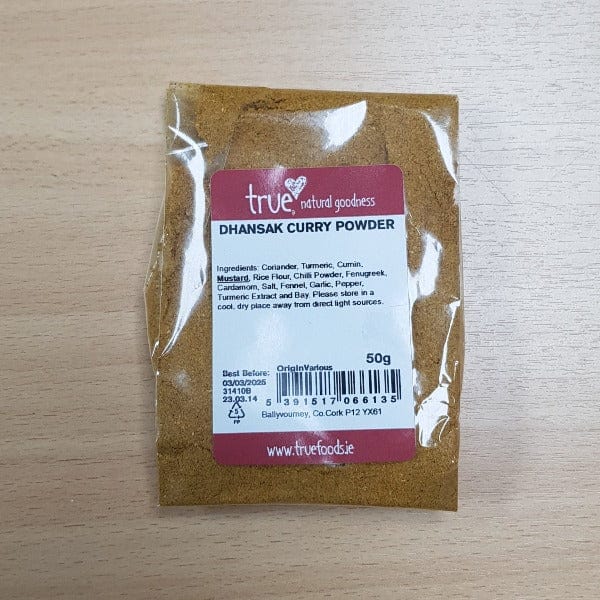 true natural goodness
DHANSAK CURRY POWDER
Ingredients: Coriander, Turmeric, Cumin,
Mustard, Rice Flour, Chilli Powder, Fenugreek,
Cardamom, Salt, Fennel, Garlic, Pepper,
Turmeric Extract and Bay. Please store in a
cool, dry place away from direct light sources.
50g
Best Before: OriginVarious
03/03/2025
31410B
23.03.14
5 391517 066135
5
PP
Ballyvourney, Co.Cork P12 YX61
www.truefoods.ie